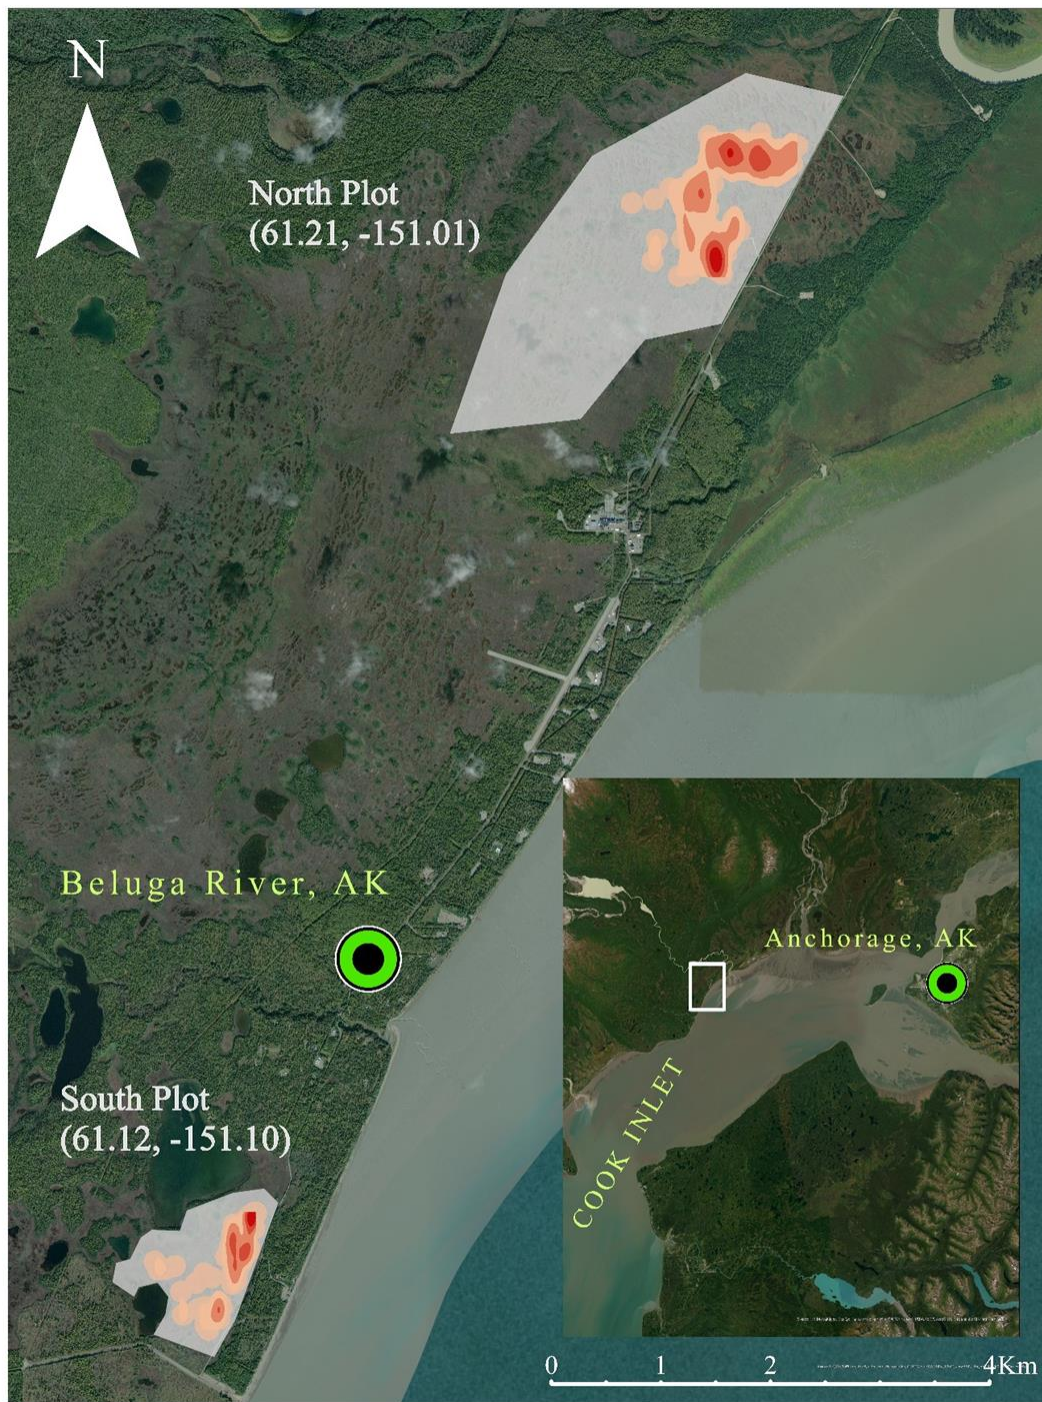 N
North Plot
(61.21, -151.01)
Beluga River, AK
Anchorage, AK
COOK INLET
South Plot
(61.12, -151.10)
0 1 2 4Km